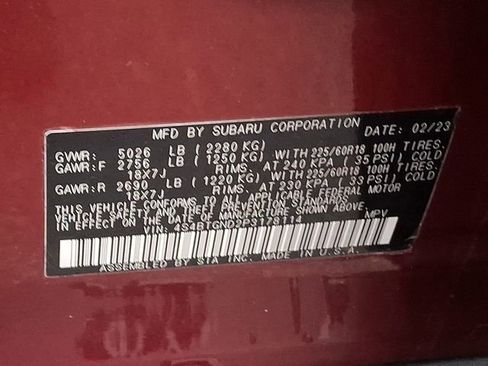 MFD BY SUBARU CORPORATION DATE: 02/23
GVWR: 5026 LB ( 2280 KG)
GAWR:F 2756 LB ( 1250 KG) WITH 225/60R18 100H TIRES.
18X7J RIMS. AT 240 KPA ( 35 PSI) COLD
GAWR:R 2690 LB ( 1220 KG) WITH 225/60R18 100H TIRES.
18X7J RIMS. AT 230 KPA ( 33 PSI) COLD
THIS VEHICLE CONFORMS TO ALL APPLICABLE FEDERAL MOTOR
VEHICLE SAFETY AND THEFT PREVENTION STANDARDS
IN EFFECT ON THE DATE OF MANUFACTURE SHOWN ABOVE.
VIN: MPV
ASSEMBLED BY SIA INC. MADE IN U.S.A.